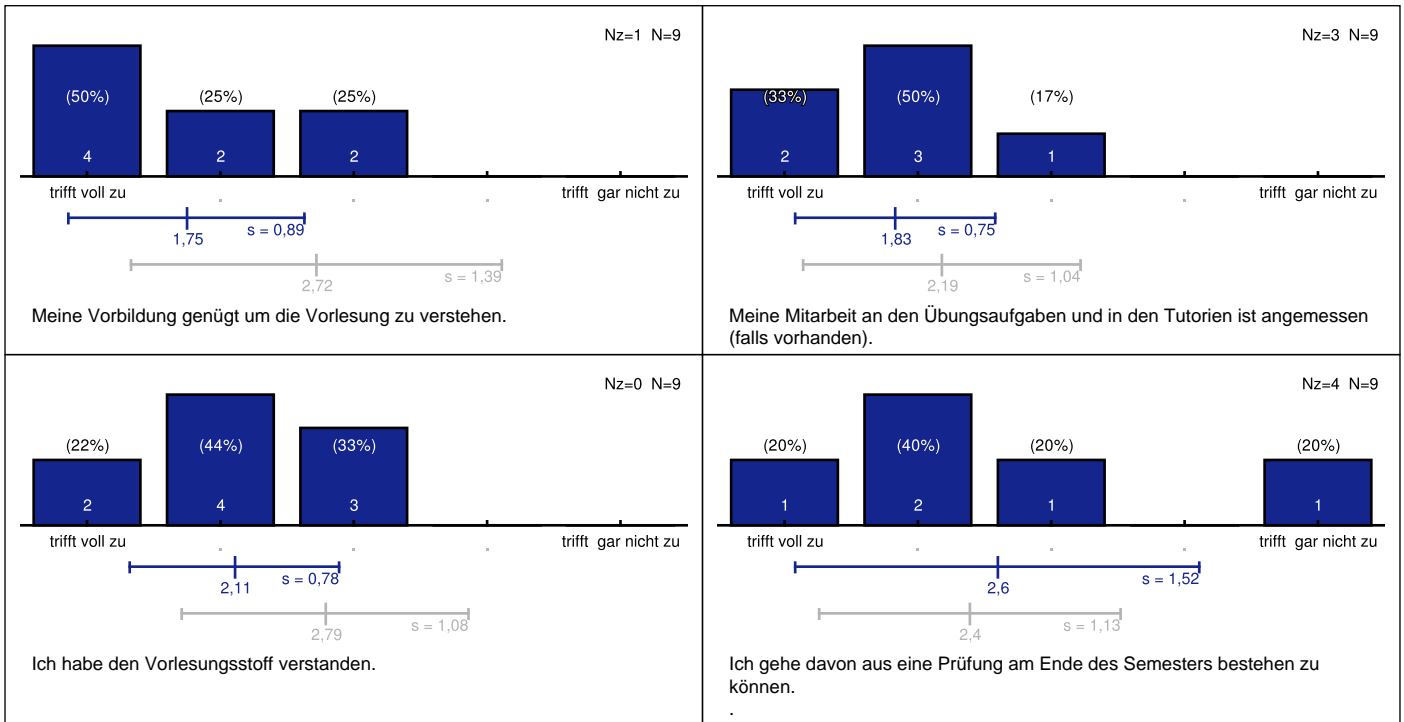 Nz=1 N=9
(50%) (25%) (25%)
4 2 2
trifft voll zu . . . trifft gar nicht zu
1,75 s = 0,89
2,72 s = 1,39
Meine Vorbildung genügt um die Vorlesung zu verstehen.
Nz=3 N=9
(33%) (50%) (17%)
2 3 1
trifft voll zu . . . trifft gar nicht zu
1,83 s = 0,75
2,19 s = 1,04
Meine Mitarbeit an den Übungsaufgaben und in den Tutorien ist angemessen
(falls vorhanden).
Nz=0 N=9
(22%) (44%) (33%)
2 4 3
trifft voll zu . . . trifft gar nicht zu
2,11 s = 0,78
2,79 s = 1,08
Ich habe den Vorlesungsstoff verstanden.
Nz=4 N=9
(20%) (40%) (20%) (20%)
1 2 1 1
trifft voll zu . . . trifft gar nicht zu
2,6 s = 1,52
2,4 s = 1,13
Ich gehe davon aus eine Prüfung am Ende des Semesters bestehen zu
können.
.